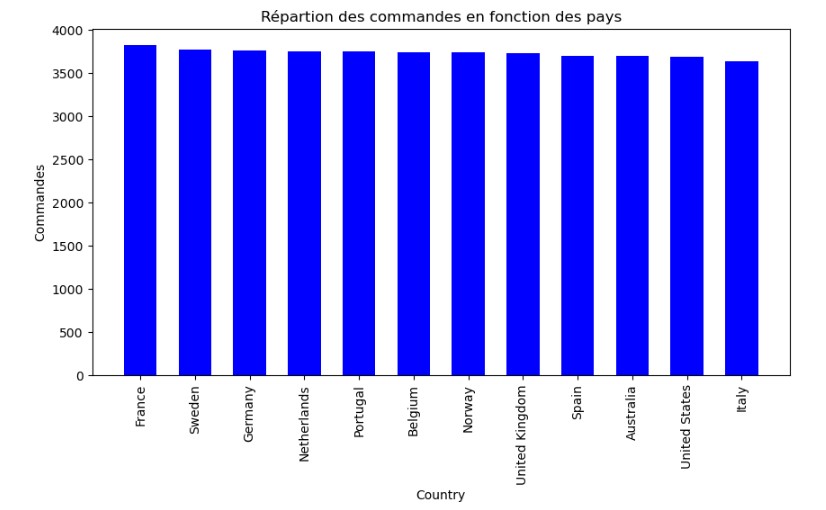 Répartion des commandes en fonction des pays
4000
3500
3000
2500
2000
1500
1000
500
0
Commandes
France
Sweden
Germany
Netherlands
Portugal
Belgium
Norway
United Kingdom
Spain
Australia
United States
Italy
Country